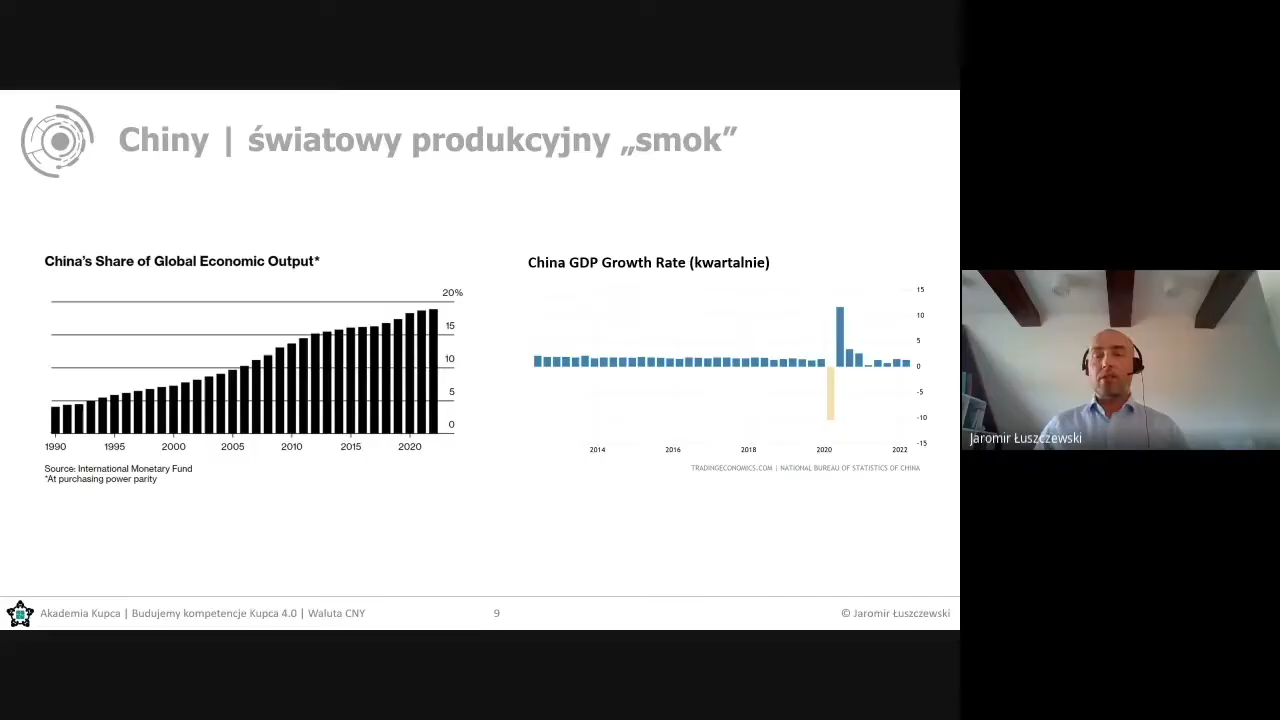 Chiny | światowy produkcyjny „smok”
China's Share of Global Economic Output*
20%
15
10
5
0
1990 1995 2000 2005 2010 2015 2020
Source: International Monetary Fund
*At purchasing power parity
China GDP Growth Rate (kwartalnie)
15
10
5
0
-5
-10
-15
2014 2016 2018 2020 2022
TRADINGECONOMICS.COM | NATIONAL BUREAU OF STATISTICS OF CHINA
Jaromir Łuszczewski
Akademia Kupca | Budujemy kompetencje Kupca 4.0 | Waluta CNY
9
© Jaromir Łuszczewski